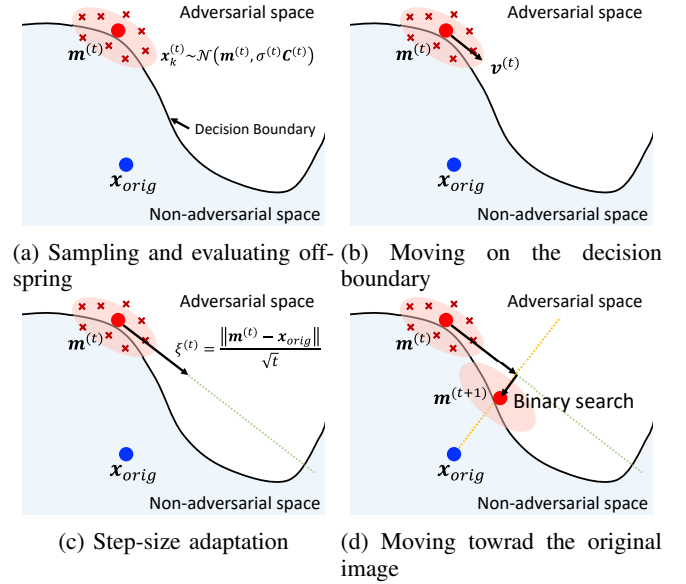 Adversarial space
m^(t)
x_k^(t)~N(m^(t), σ^(t)C^(t))
Decision Boundary
x_orig
Non-adversarial space
(a) Sampling and evaluating off-
spring
Adversarial space
m^(t)
v^(t)
x_orig
Non-adversarial space
(b) Moving on the decision
boundary
Adversarial space
m^(t)
ξ^(t) = ‖m^(t) − x_orig‖ / √t
x_orig
Non-adversarial space
(c) Step-size adaptation
Adversarial space
m^(t)
m^(t+1)
Binary search
x_orig
Non-adversarial space
(d) Moving towrad the original
image